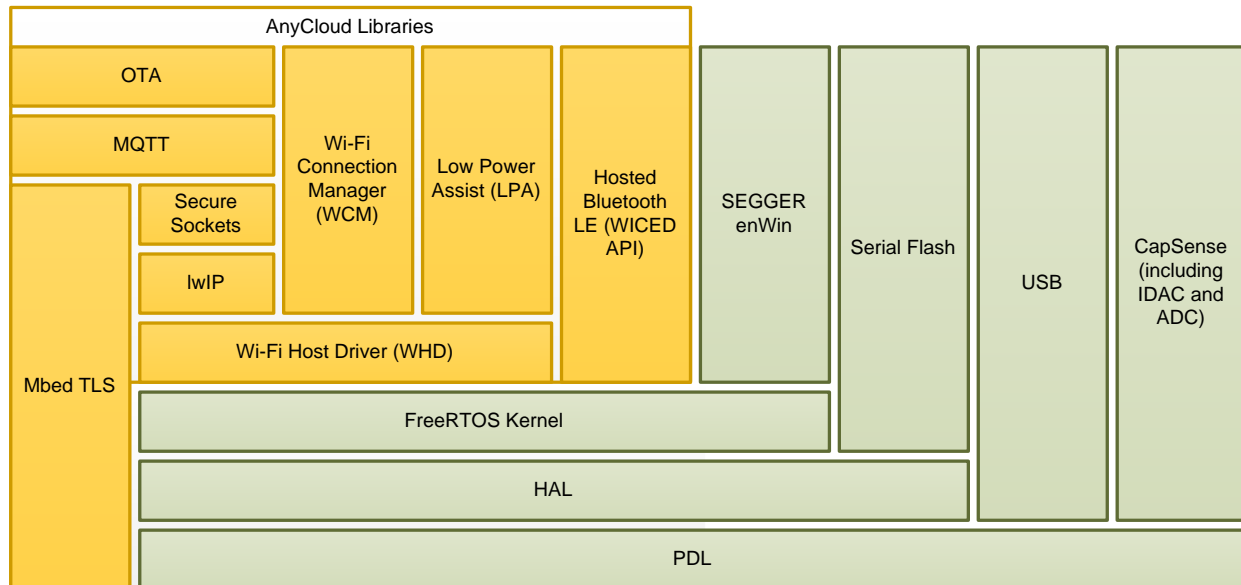 AnyCloud Libraries
OTA
MQTT
Wi-Fi
Connection
Manager
(WCM)
Low Power
Assist (LPA)
Hosted
Bluetooth
LE (WICED
API)
SEGGER
enWin
Serial Flash
USB
CapSense
(including
IDAC and
ADC)
Secure
Sockets
lwIP
Wi-Fi Host Driver (WHD)
Mbed TLS
FreeRTOS Kernel
HAL
PDL